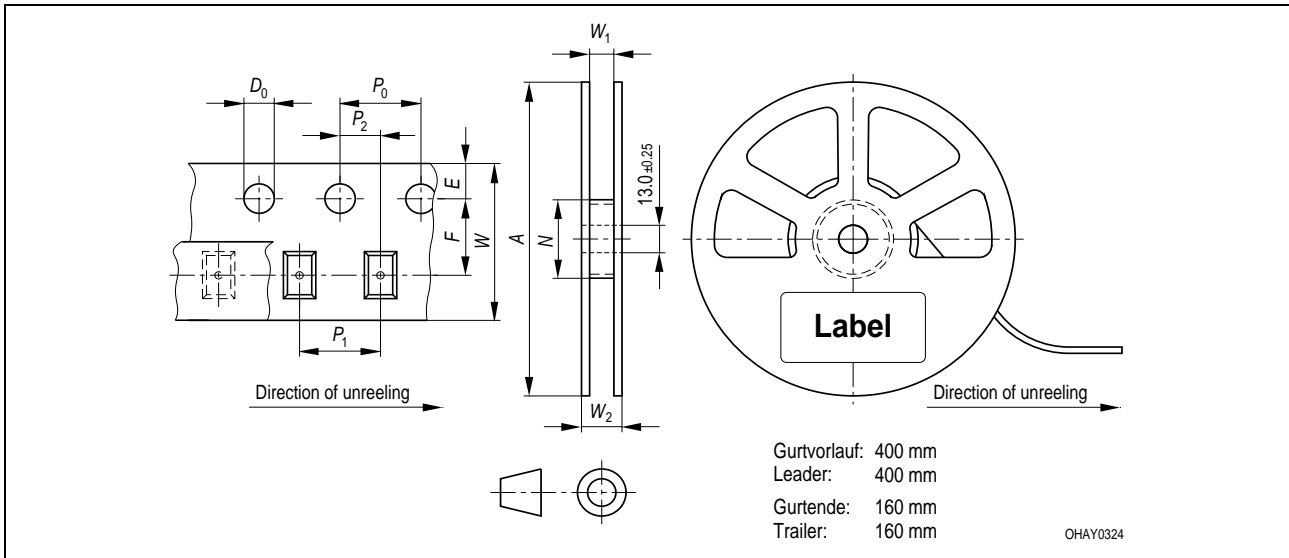 W₁
D₀
P₀
P₂
E
F
W
A
N
13.0 ±0.25
P₁
Label
Direction of unreeling
W₂
Direction of unreeling
Gurtvorlauf: 400 mm
Leader: 400 mm
Gurtende: 160 mm
Trailer: 160 mm
OHAY0324